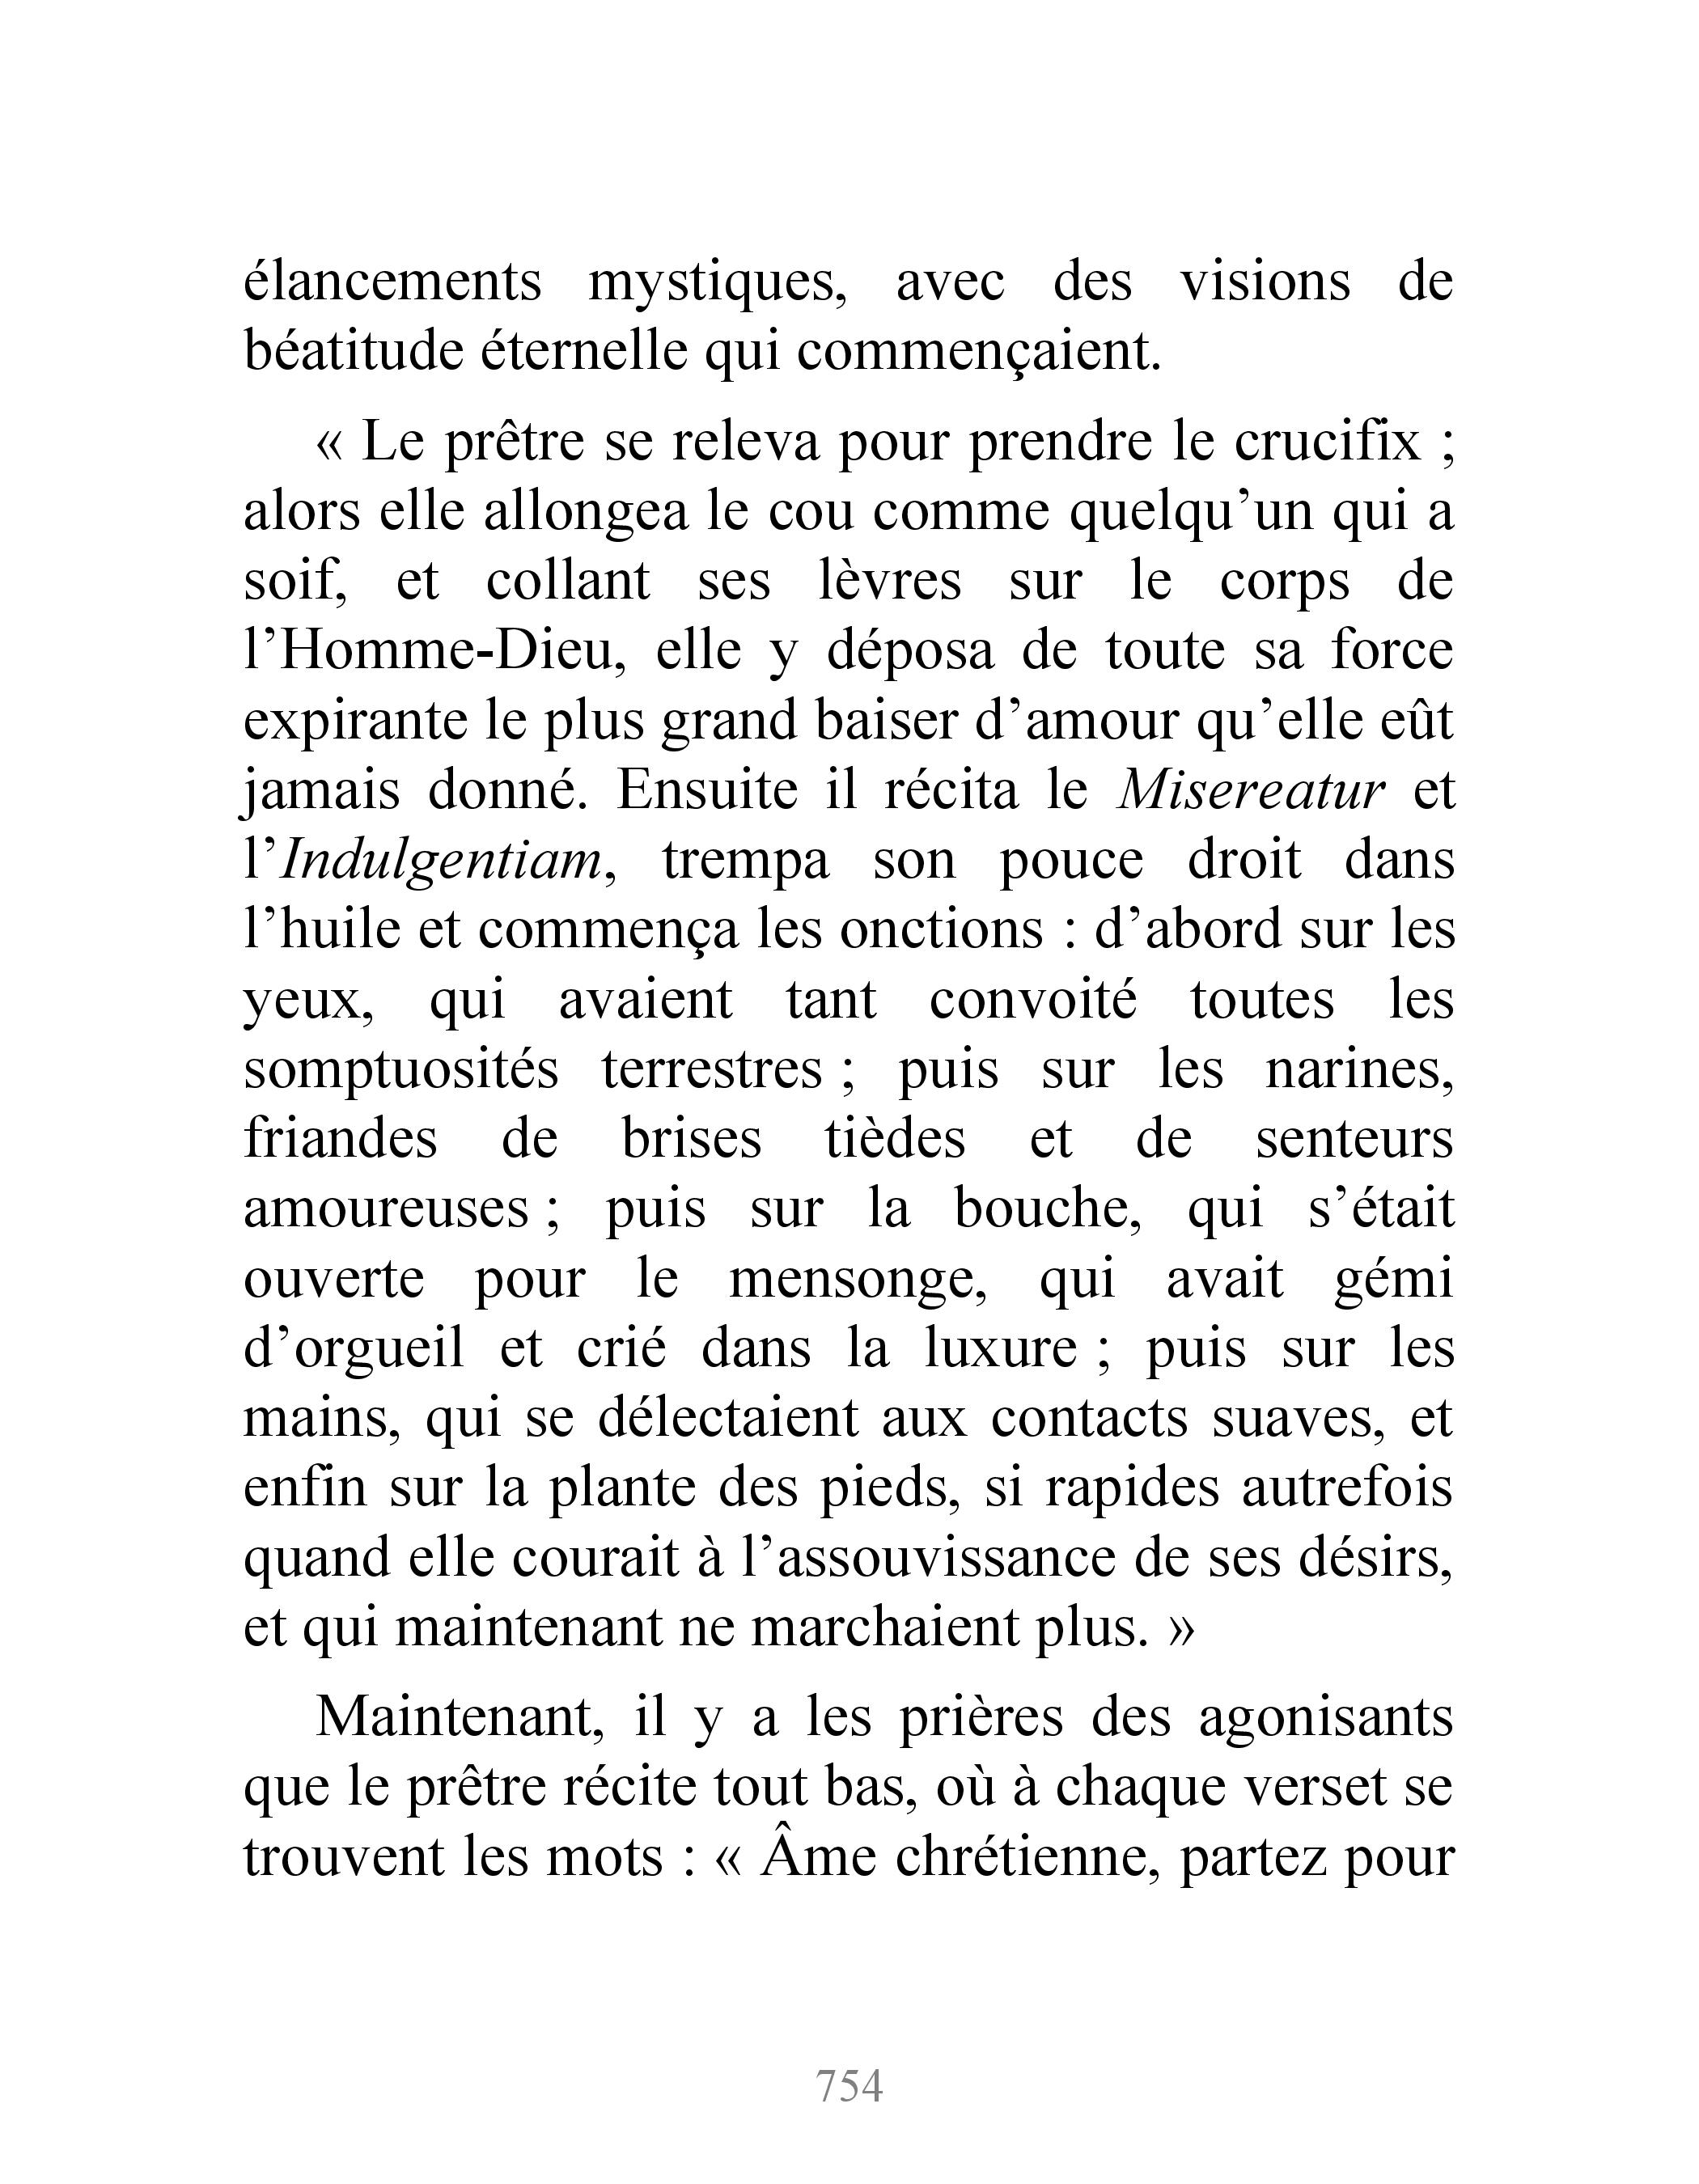 élancements mystiques, avec des visions de
béatitude éternelle qui commençaient.
« Le prêtre se releva pour prendre le crucifix ;
alors elle allongea le cou comme quelqu’un qui a
soif, et collant ses lèvres sur le corps de
l’Homme-Dieu, elle y déposa de toute sa force
expirante le plus grand baiser d’amour qu’elle eût
jamais donné. Ensuite il récita le Misereatur et
l’Indulgentiam, trempa son pouce droit dans
l’huile et commença les onctions : d’abord sur les
yeux, qui avaient tant convoité toutes les
somptuosités terrestres ; puis sur les narines,
friandes de brises tièdes et de senteurs
amoureuses ; puis sur la bouche, qui s’était
ouverte pour le mensonge, qui avait gémi
d’orgueil et crié dans la luxure ; puis sur les
mains, qui se délectaient aux contacts suaves, et
enfin sur la plante des pieds, si rapides autrefois
quand elle courait à l’assouvissance de ses désirs,
et qui maintenant ne marchaient plus. »
Maintenant, il y a les prières des agonisants
que le prêtre récite tout bas, où à chaque verset se
trouvent les mots : « Âme chrétienne, partez pour
754